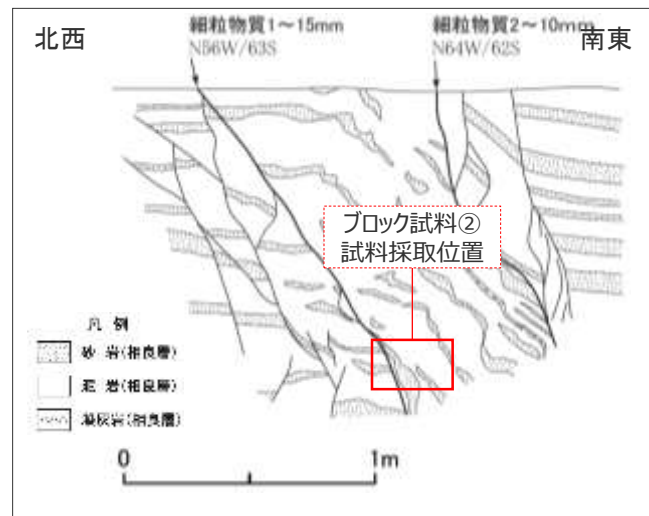 北西
細粒物質1～15mm
N56W/63S
細粒物質2～10mm
N64W/62S
南東
ブロック試料②
試料採取位置
凡 例
砂 岩(相良層)
泥 岩(相良層)
凝灰岩(相良層)
0
1m